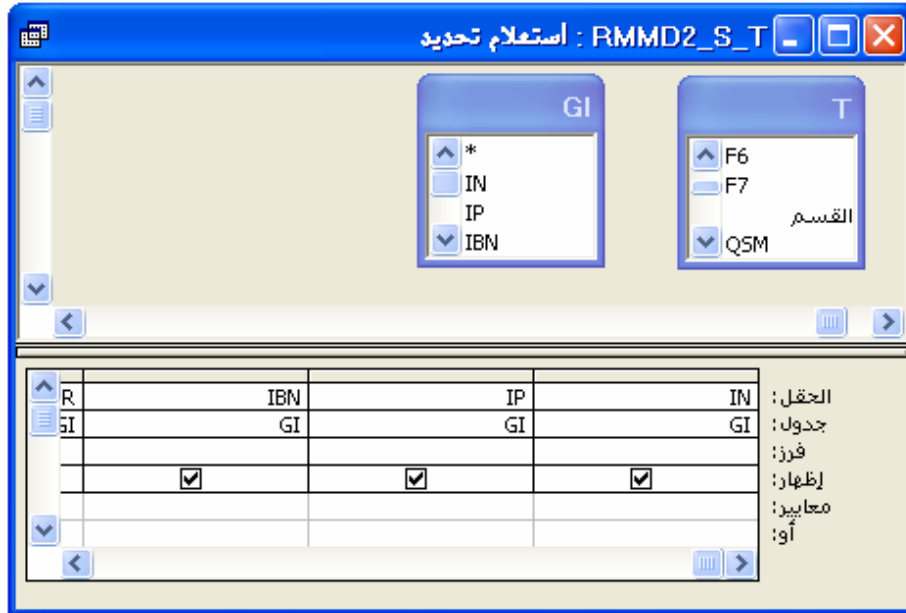 RMMD2_S_T : استعلام تحديد
T
F6
F7
القسم
QSM
GI
*
IN
IP
IBN
الحقل: IN IP IBN R
جدول: GI GI GI GI
فرز:
إظهار:
معايير:
أو: